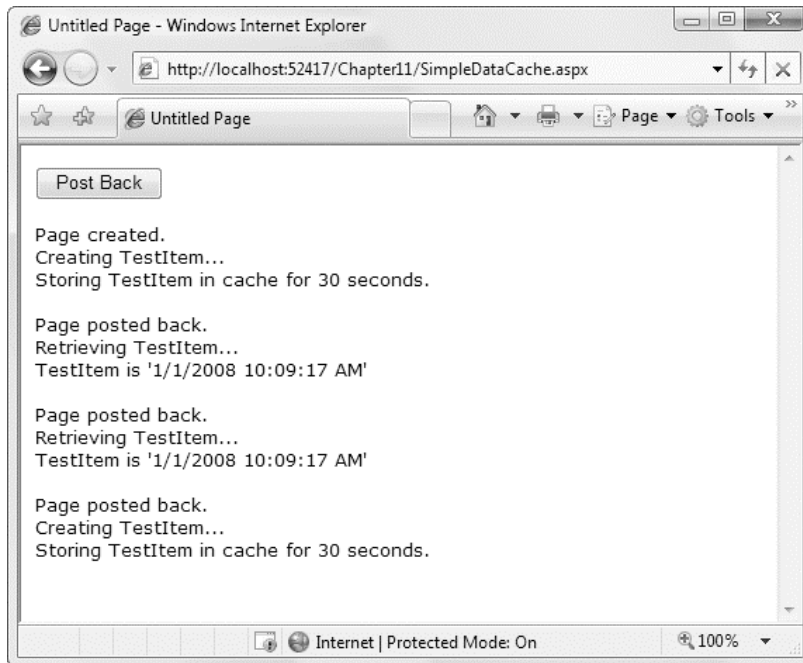 Untitled Page - Windows Internet Explorer
http://localhost:52417/Chapter11/SimpleDataCache.aspx
Untitled Page
Page
Tools
»
Post Back
Page created.
Creating TestItem...
Storing TestItem in cache for 30 seconds.
Page posted back.
Retrieving TestItem...
TestItem is '1/1/2008 10:09:17 AM'
Page posted back.
Retrieving TestItem...
TestItem is '1/1/2008 10:09:17 AM'
Page posted back.
Creating TestItem...
Storing TestItem in cache for 30 seconds.
Internet | Protected Mode: On
100%